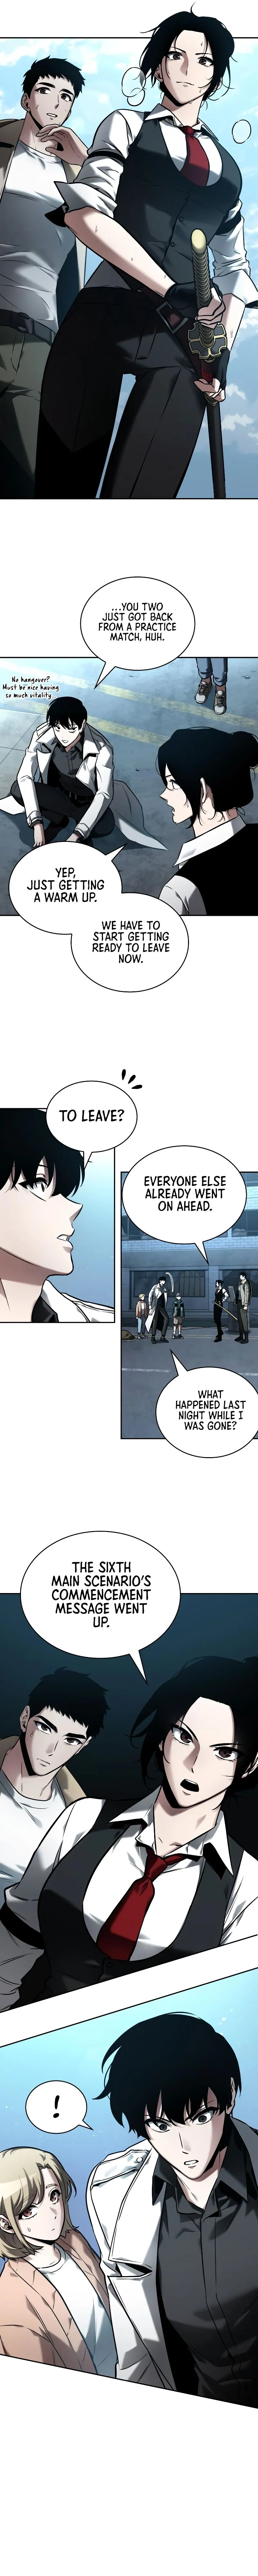 ...YOU TWO
JUST GOT BACK
FROM A PRACTICE
MATCH, HUH.
No hangover?
Must be nice having
so much vitality.
YEP,
JUST GETTING
A WARM UP.
WE HAVE TO
START GETTING
READY TO LEAVE
NOW.
TO LEAVE?
EVERYONE ELSE
ALREADY WENT
ON AHEAD.
WHAT
HAPPENED LAST
NIGHT WHILE I
WAS GONE?
THE SIXTH
MAIN SCENARIO'S
COMMENCEMENT
MESSAGE WENT
UP.
!